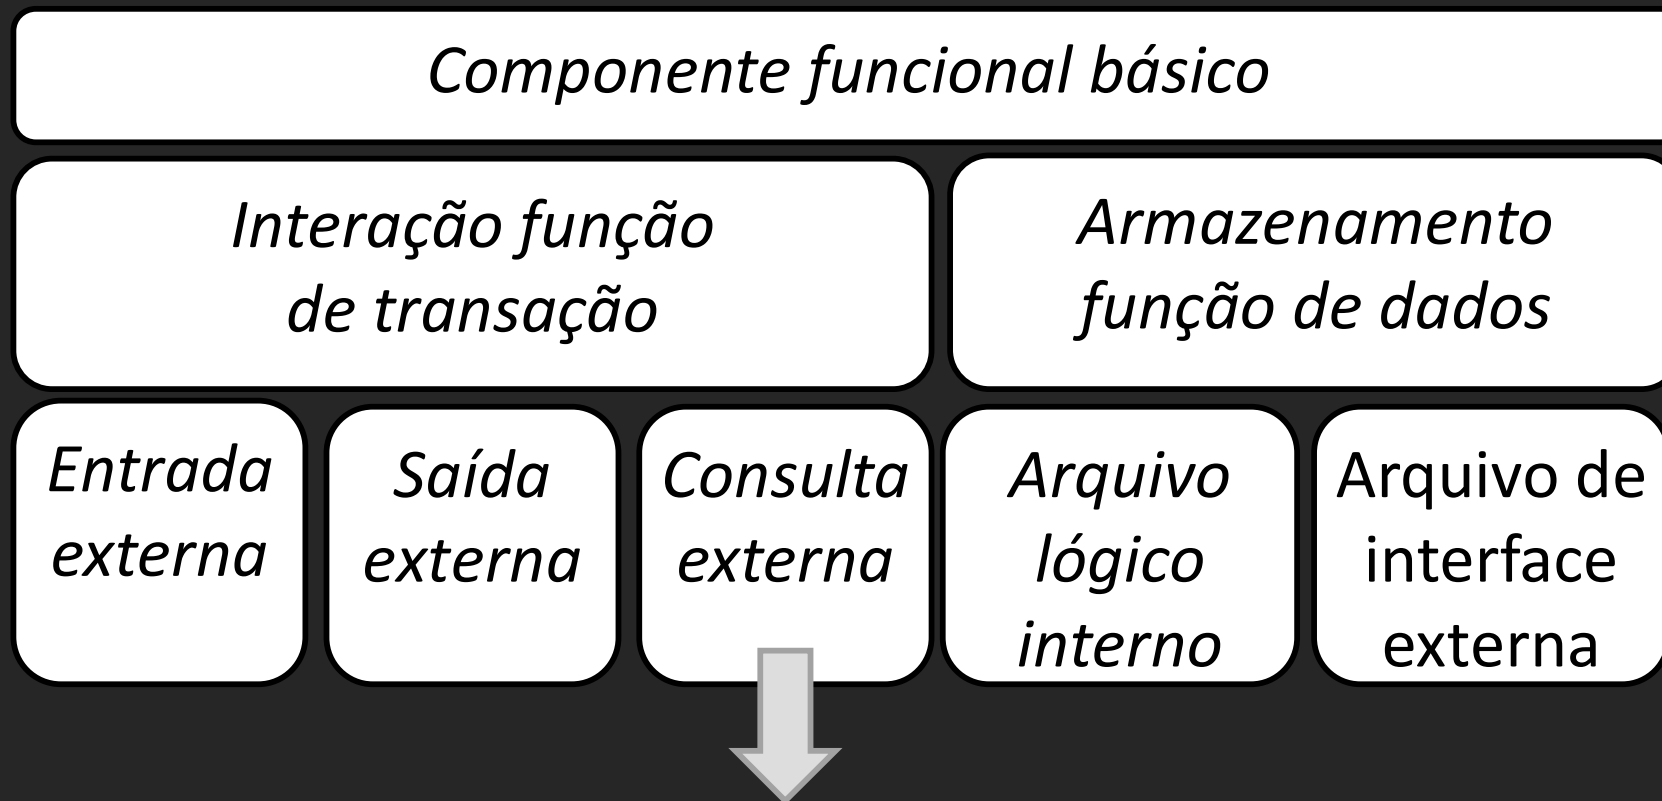 Componente funcional básico
Interação função
de transação
Armazenamento
função de dados
Entrada
externa
Saída
externa
Consulta
externa
Arquivo
lógico
interno
Arquivo de
interface
externa